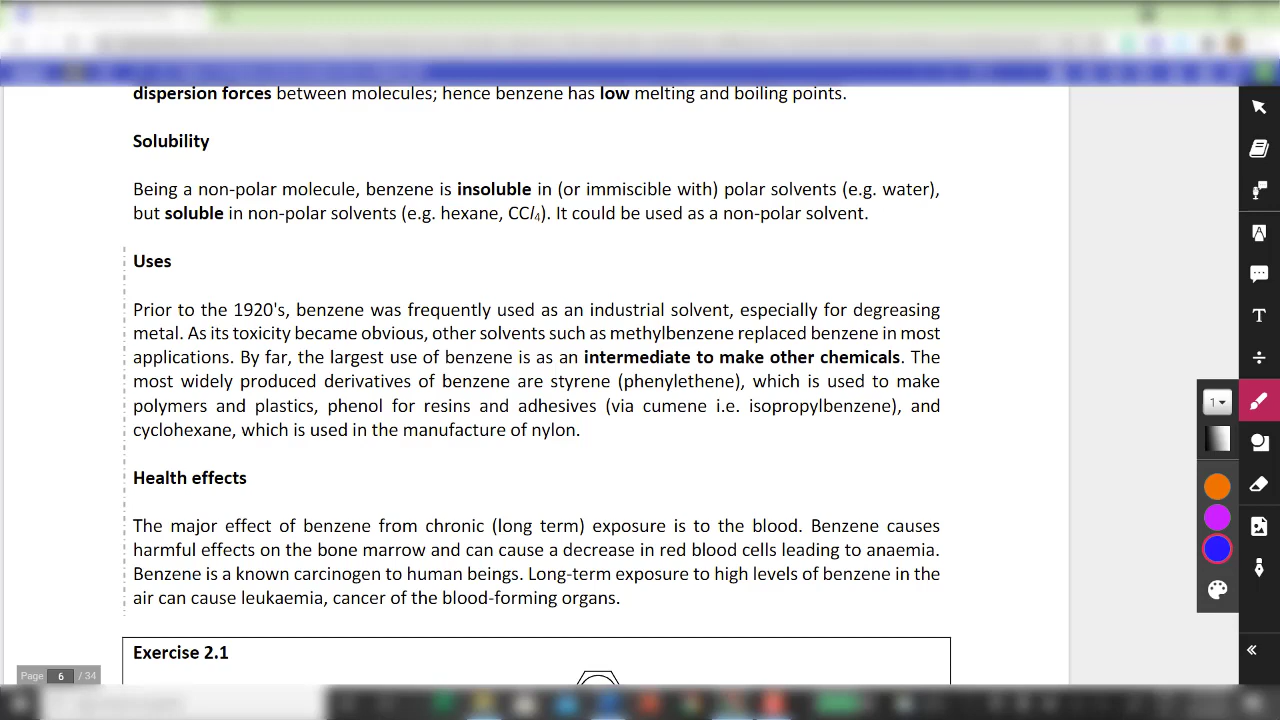 dispersion forces between molecules; hence benzene has low melting and boiling points.
Solubility
Being a non-polar molecule, benzene is insoluble in (or immiscible with) polar solvents (e.g. water),
but soluble in non-polar solvents (e.g. hexane, CCl₄). It could be used as a non-polar solvent.
Uses
Prior to the 1920's, benzene was frequently used as an industrial solvent, especially for degreasing
metal. As its toxicity became obvious, other solvents such as methylbenzene replaced benzene in most
applications. By far, the largest use of benzene is as an intermediate to make other chemicals. The
most widely produced derivatives of benzene are styrene (phenylethene), which is used to make
polymers and plastics, phenol for resins and adhesives (via cumene i.e. isopropylbenzene), and
cyclohexane, which is used in the manufacture of nylon.
Health effects
The major effect of benzene from chronic (long term) exposure is to the blood. Benzene causes
harmful effects on the bone marrow and can cause a decrease in red blood cells leading to anaemia.
Benzene is a known carcinogen to human beings. Long-term exposure to high levels of benzene in the
air can cause leukaemia, cancer of the blood-forming organs.
Exercise 2.1
Page 6 / 34
1